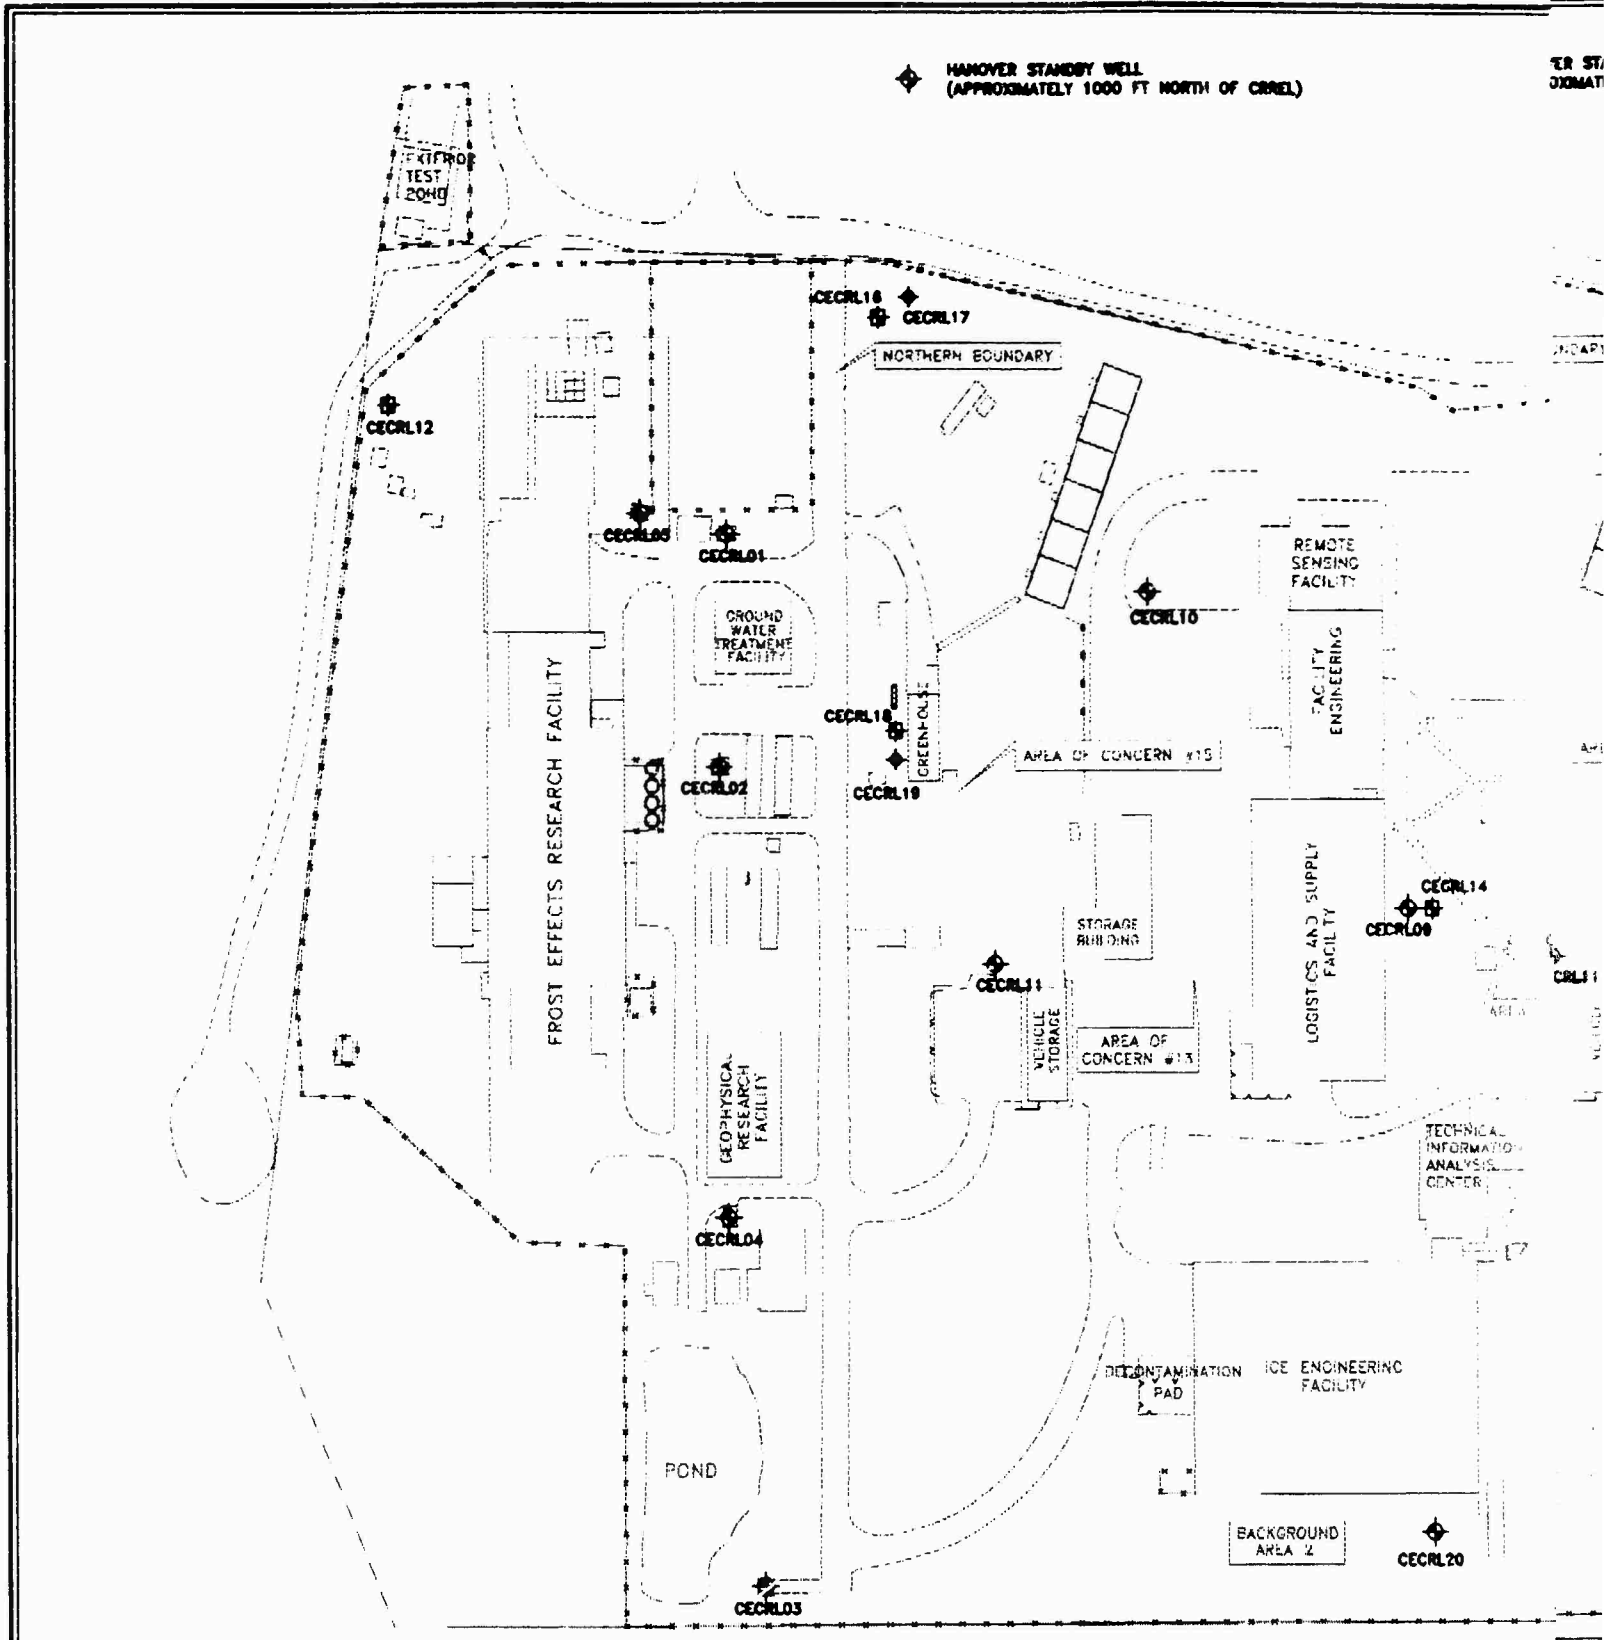 HANOVER STANDBY WELL
(APPROXIMATELY 1000 FT NORTH OF CRREL)
EXTERIOR
TEST
CECRL16
CECRL17
NORTHERN BOUNDARY
CECRL12
CECRL05
CECRL01
REMOTE
SENSING
FACILITY
CECRL10
GROUND
WATER
TREATMENT
FACILITY
FACILITY
ENGINEERING
FROST EFFECTS RESEARCH FACILITY
CECRL18
GREENHOUSE
AREA OF CONCERN #15
CECRL02
CECRL19
LOGISTICS AND SUPPLY
FACILITY
CECRL14
CECRL09
STORAGE
BUILDING
CECRL11
CRL11
AREA
VEHICLE
STORAGE
AREA OF
CONCERN #13
GEOPHYSICAL
RESEARCH
FACILITY
TECHNICAL
INFORMATION
ANALYSIS
CENTER
CECRL04
DECONTAMINATION
PAD
ICE ENGINEERING
FACILITY
POND
BACKGROUND
AREA 2
CECRL20
CECRL03